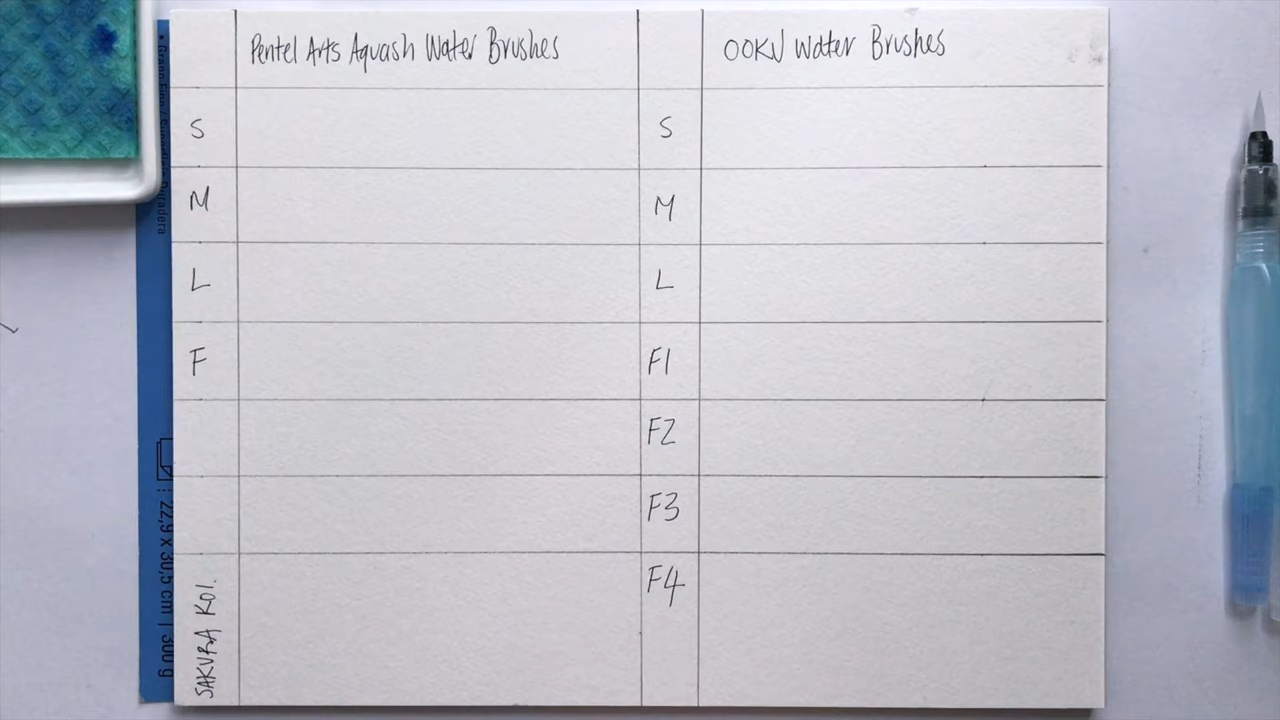 Pentel Arts Aquash Water Brushes
OOKU Water Brushes
S
S
M
M
L
L
F
F1
F2
F3
F4
SAKURA KOI.
22,9 x 30,5 cm | 300 g